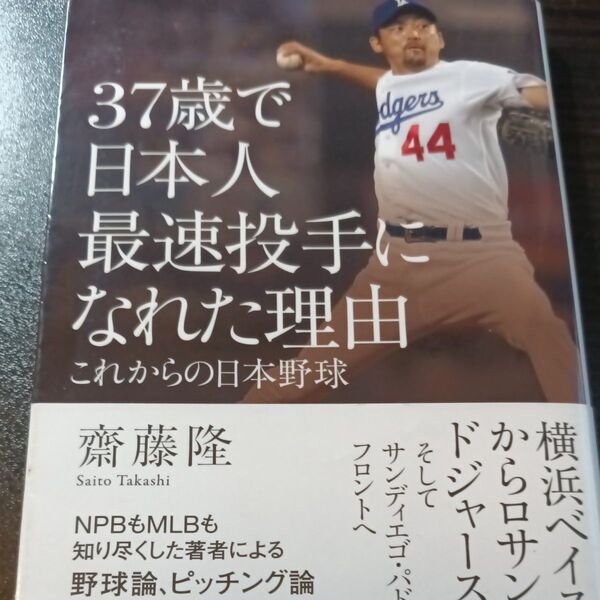 37歳で
日本人
最速投手に
なれた理由
これからの日本野球
dgers
44
齋藤隆
Saito Takashi
NPBもMLBも
知り尽くした著者による
野球論、ピッチング論
横浜ベイス
からロサン
ドジャース
そして
サンディエゴ・パド
フロントへ